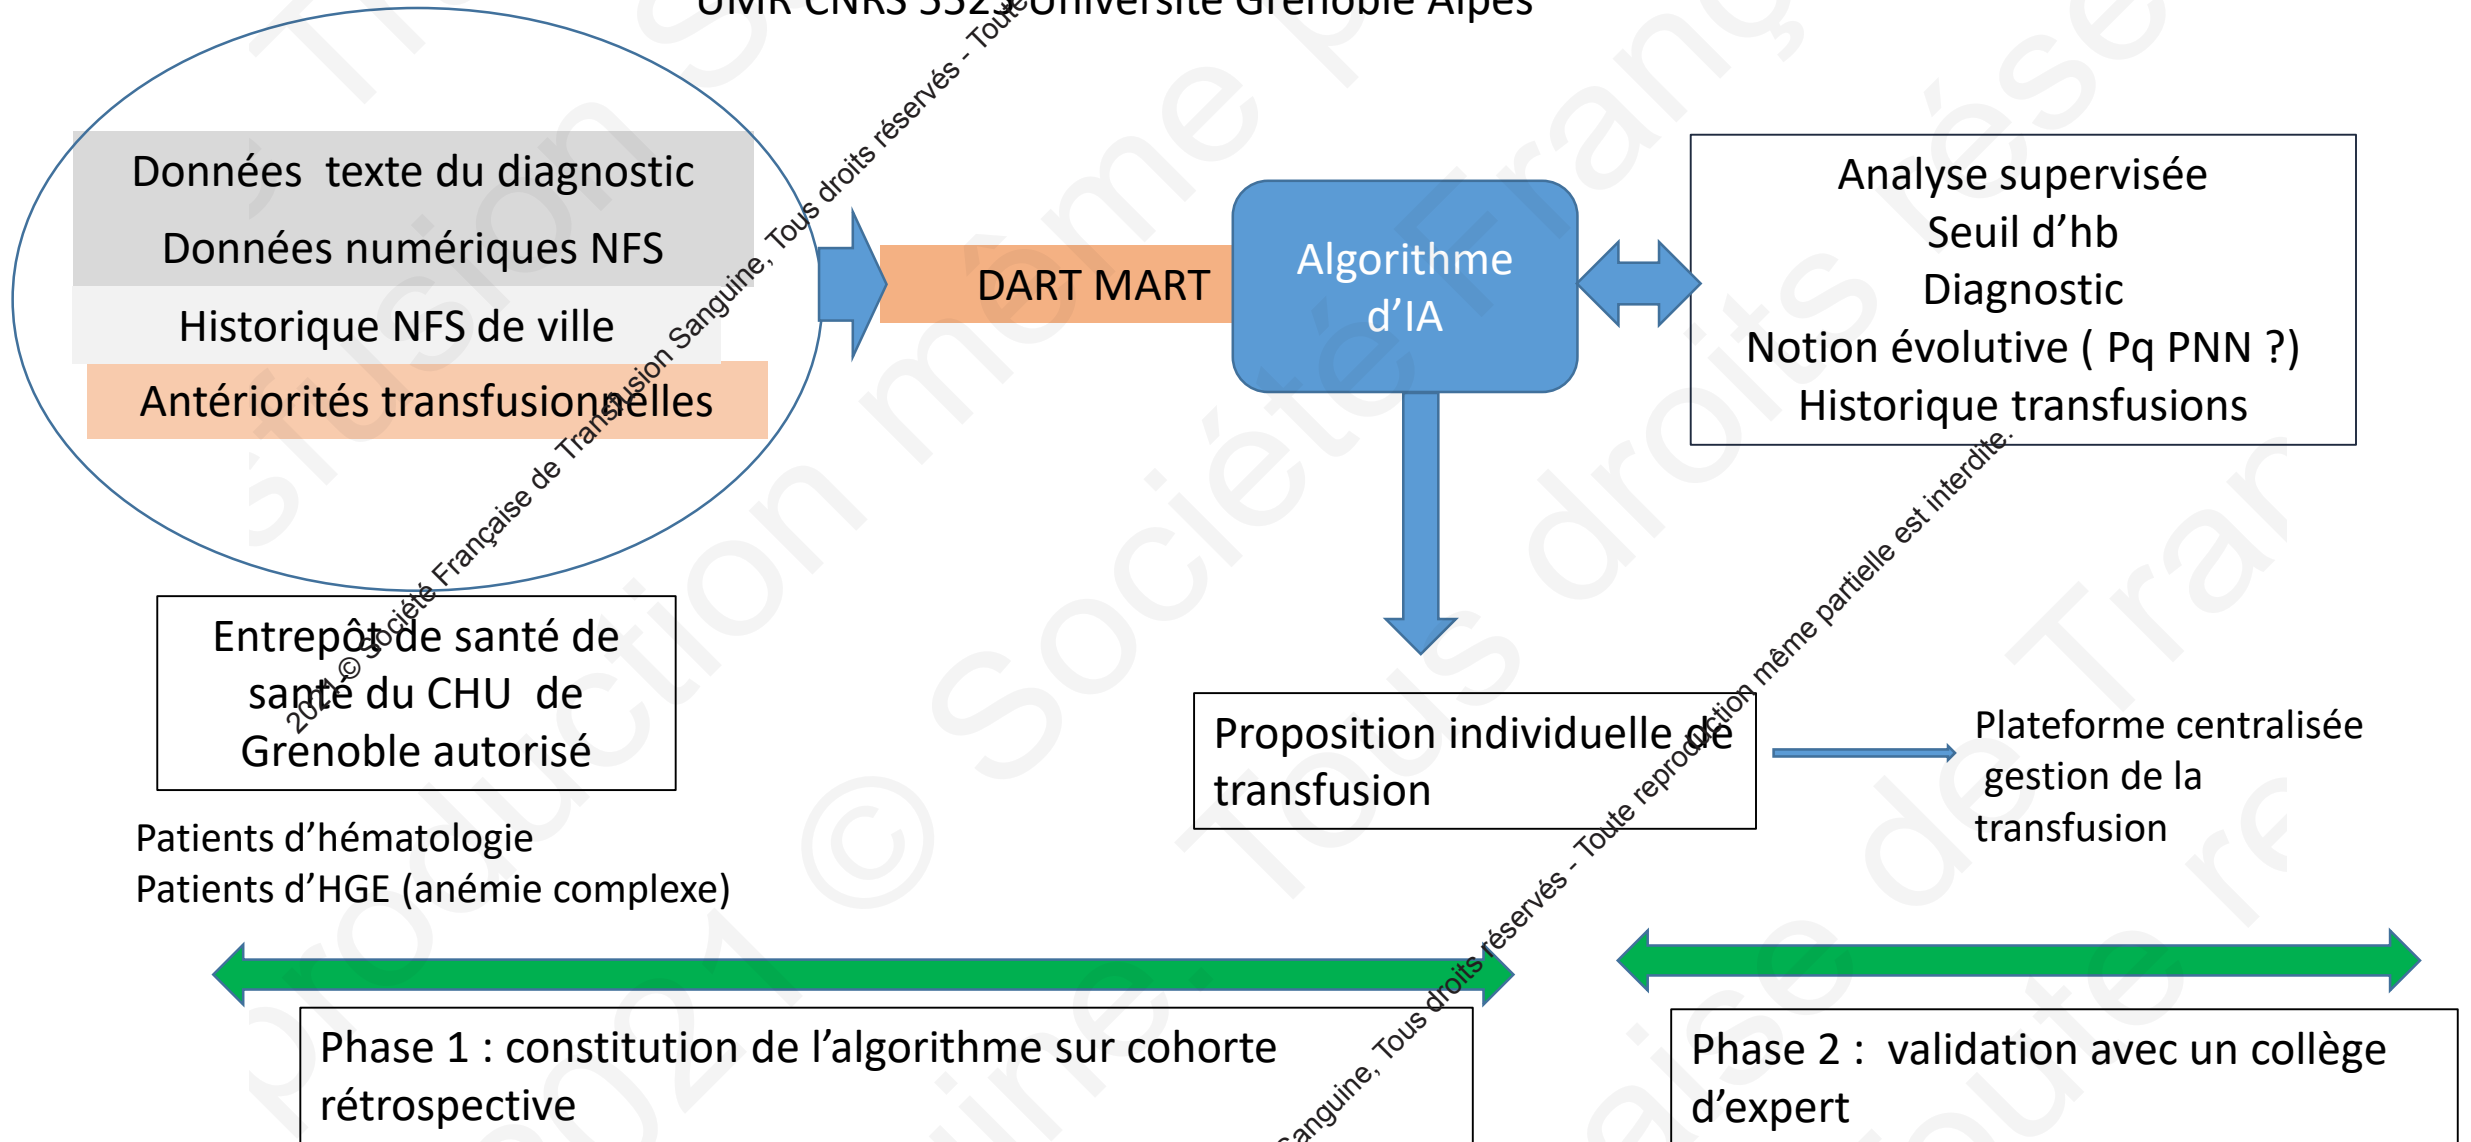 UMR CNRS Université Grenoble Alpes
Données texte du diagnostic
Données numériques NFS
Historique NFS de ville
Antériorités transfusionnelles
DART MART
Algorithme
d'IA
Analyse supervisée
Seuil d'hb
Diagnostic
Notion évolutive ( Pq PNN ?)
Historique transfusions
Entrepôt de santé de
santé du CHU de
Grenoble autorisé
Patients d'hématologie
Patients d'HGE (anémie complexe)
Proposition individuelle de
transfusion
Plateforme centralisée
gestion de la
transfusion
Phase 1 : constitution de l'algorithme sur cohorte
rétrospective
Phase 2 : validation avec un collège
d'expert
2021 © Société Française de Transfusion Sanguine, Tous droits réservés - Toute
Sanguine, Tous droits réservés - Toute reproduction même partielle est interdite.